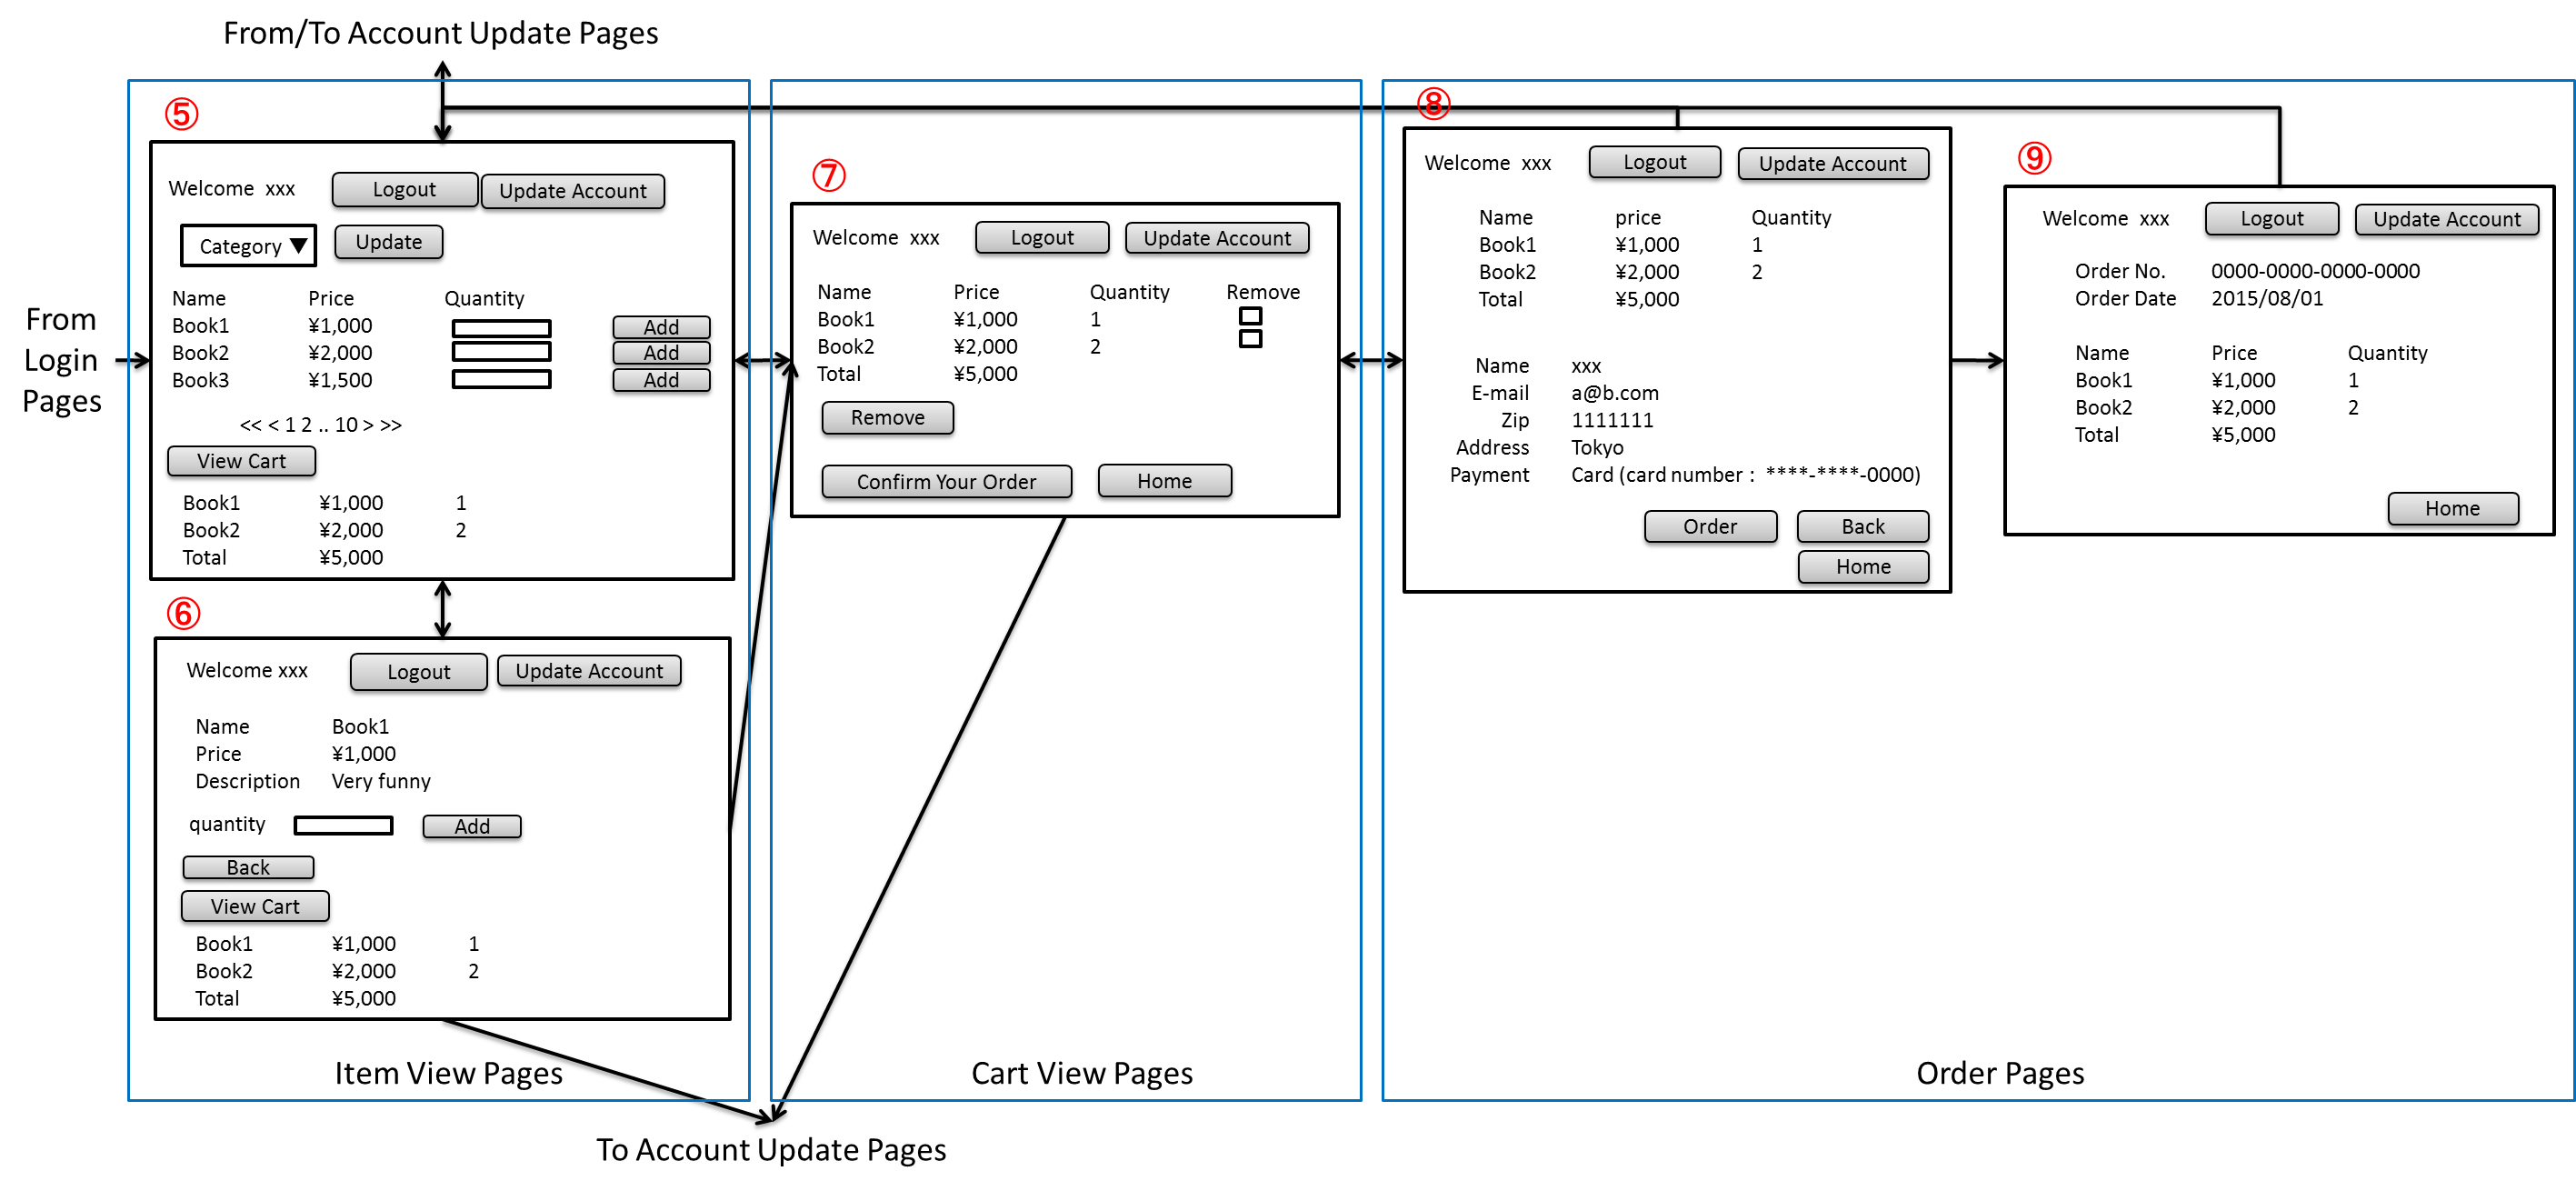 From/To Account Update Pages
From
Login
Pages
⑤
Welcome xxx Logout Update Account
Category ▼ Update
Name Price Quantity
Book1 ¥1,000 Add
Book2 ¥2,000 Add
Book3 ¥1,500 Add
<< < 1 2 .. 10 > >>
View Cart
Book1 ¥1,000 1
Book2 ¥2,000 2
Total ¥5,000
⑥
Welcome xxx Logout Update Account
Name Book1
Price ¥1,000
Description Very funny
quantity Add
Back
View Cart
Book1 ¥1,000 1
Book2 ¥2,000 2
Total ¥5,000
Item View Pages
⑦
Welcome xxx Logout Update Account
Name Price Quantity Remove
Book1 ¥1,000 1
Book2 ¥2,000 2
Total ¥5,000
Remove
Confirm Your Order Home
Cart View Pages
⑧
Welcome xxx Logout Update Account
Name price Quantity
Book1 ¥1,000 1
Book2 ¥2,000 2
Total ¥5,000
Name xxx
E-mail a@b.com
Zip 1111111
Address Tokyo
Payment Card (card number : ****-****-0000)
Order Back
Home
⑨
Welcome xxx Logout Update Account
Order No. 0000-0000-0000-0000
Order Date 2015/08/01
Name Price Quantity
Book1 ¥1,000 1
Book2 ¥2,000 2
Total ¥5,000
Home
Order Pages
To Account Update Pages